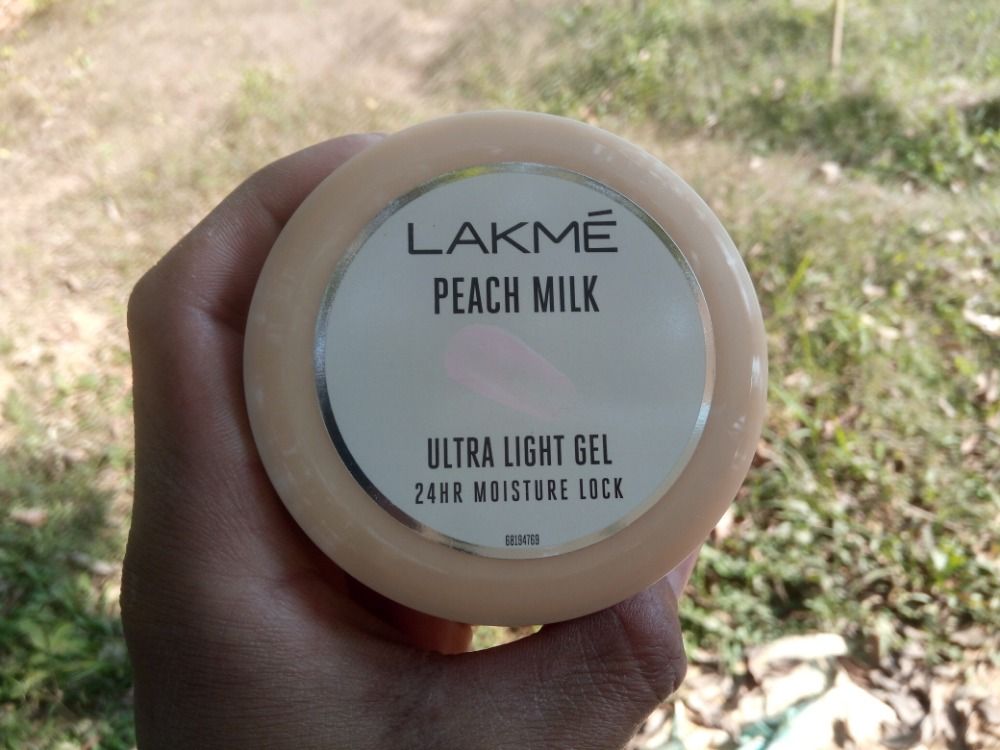 LAKMÉ
PEACH MILK
ULTRA LIGHT GEL
24HR MOISTURE LOCK
68194769